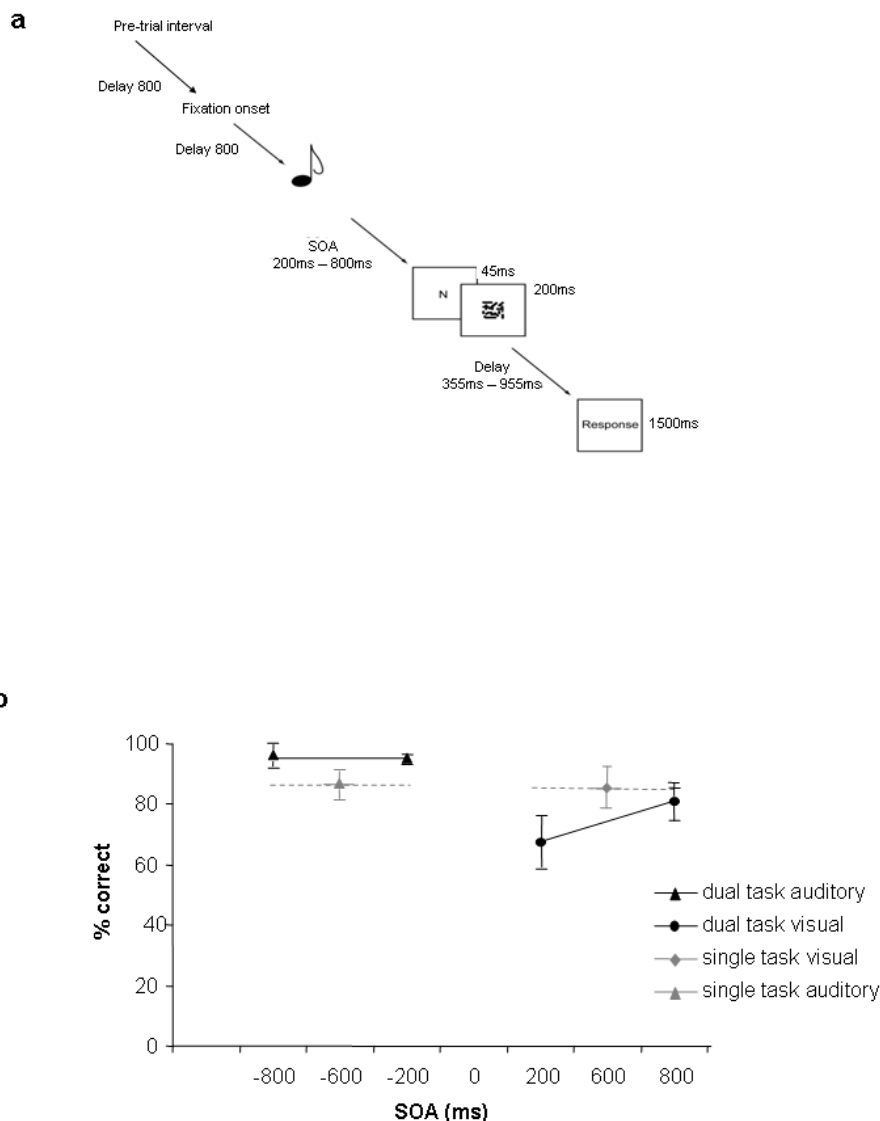 a
Pre-trial interval
Delay 800
Fixation onset
Delay 800
SOA
200ms – 800ms
45ms
N
200ms
Delay
355ms – 955ms
Response
1500ms
100
80
60
40
20
0
% correct
-800 -600 -200 0 200 600 800
SOA (ms)
dual task auditory
dual task visual
single task visual
single task auditory